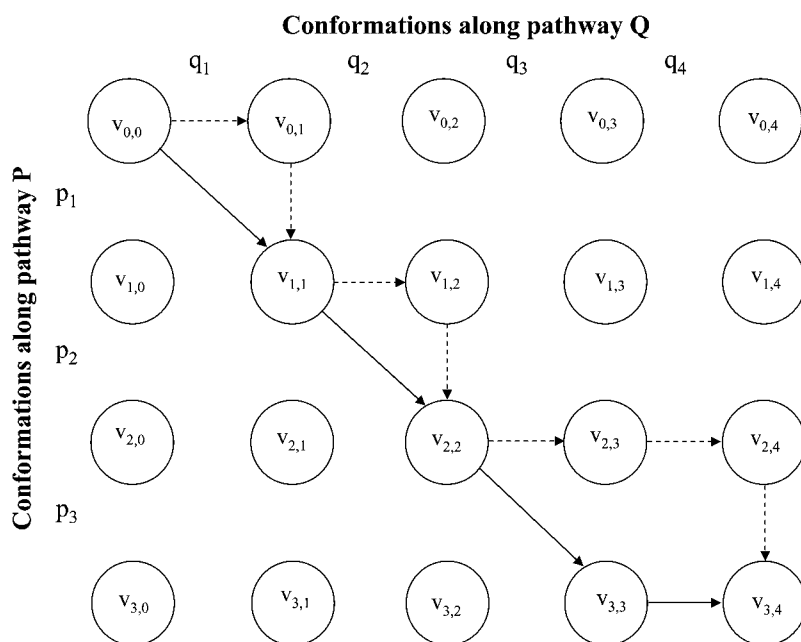 Conformations along pathway Q
q1 q2 q3 q4
v0,0 v0,1 v0,2 v0,3 v0,4
Conformations along pathway P
p1
v1,0 v1,1 v1,2 v1,3 v1,4
p2
v2,0 v2,1 v2,2 v2,3 v2,4
p3
v3,0 v3,1 v3,2 v3,3 v3,4